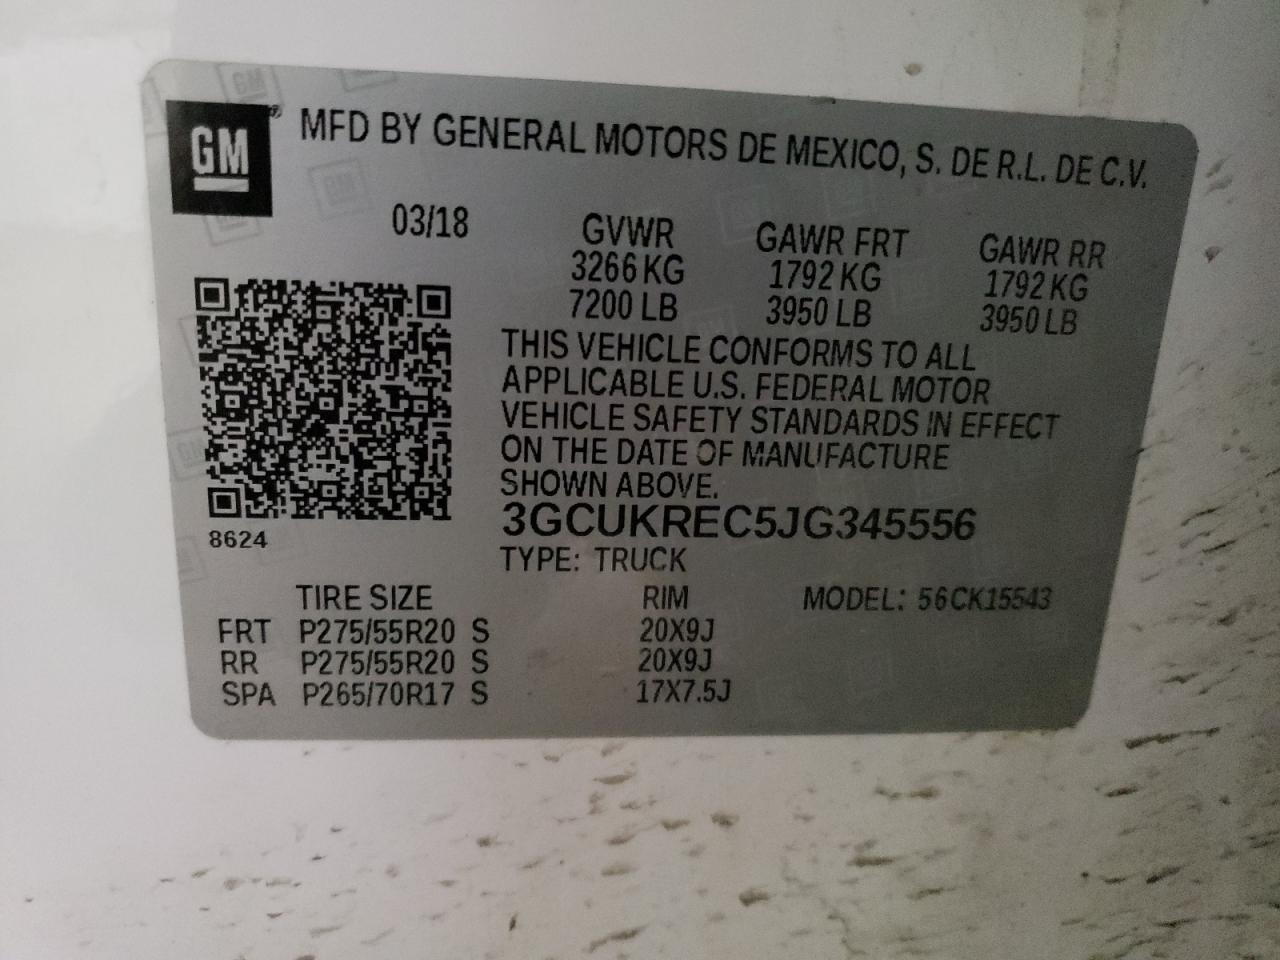 GM MFD BY GENERAL MOTORS DE MEXICO, S. DE R.L. DE C.V.
03/18 GVWR GAWR FRT GAWR RR
3266 KG 1792 KG 1792 KG
7200 LB 3950 LB 3950 LB
THIS VEHICLE CONFORMS TO ALL
APPLICABLE U.S. FEDERAL MOTOR
VEHICLE SAFETY STANDARDS IN EFFECT
ON THE DATE OF MANUFACTURE
SHOWN ABOVE.
3GCUKREC5JG345556
8624
TYPE: TRUCK
TIRE SIZE RIM MODEL: 56CK15543
FRT P275/55R20 S 20X9J
RR P275/55R20 S 20X9J
SPA P265/70R17 S 17X7.5J